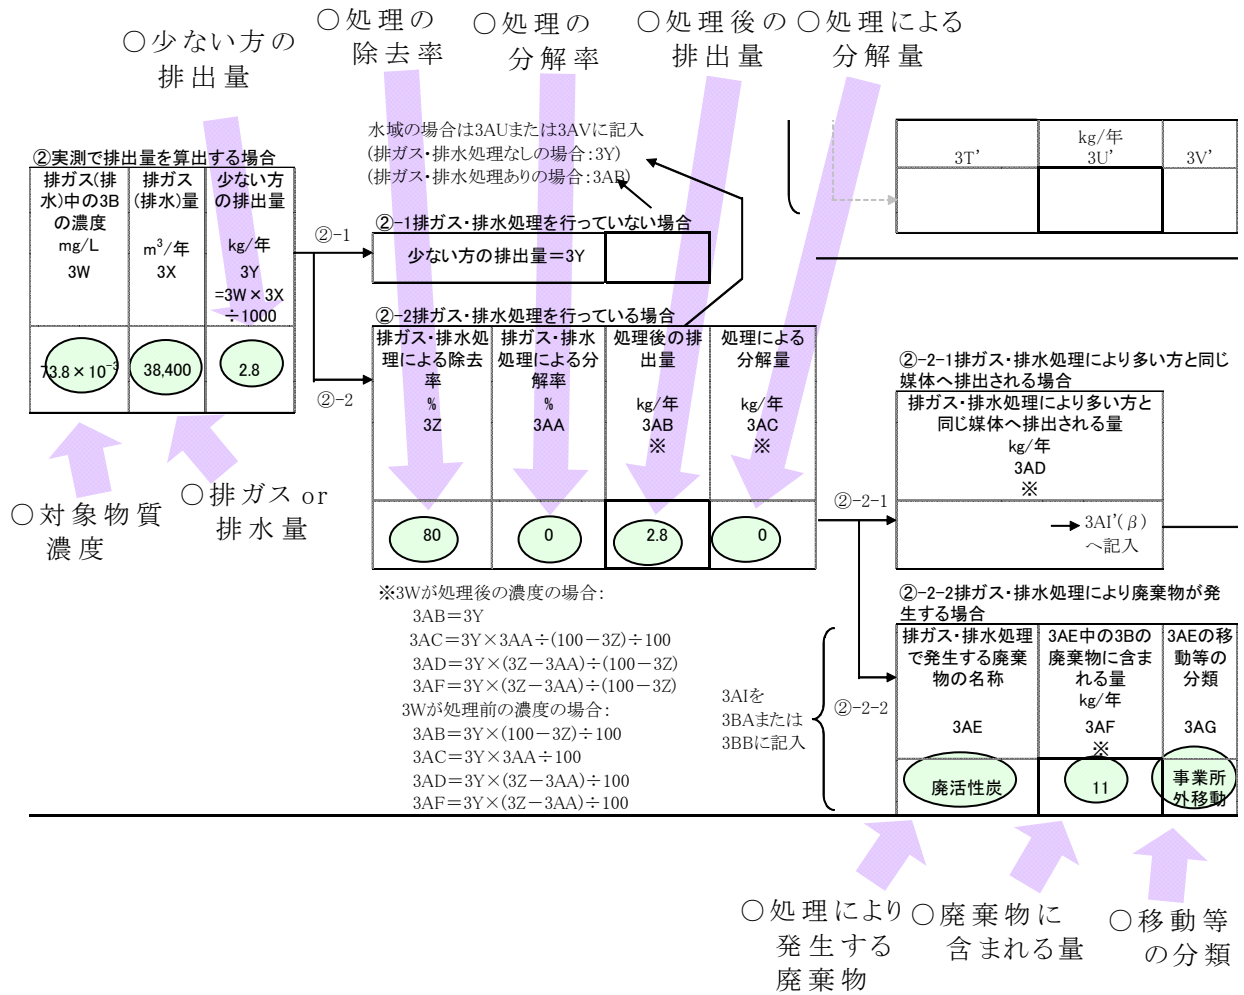 ○少ない方の
排出量
○処理の
除去率
○処理の
分解率
○処理後の
排出量
○処理による
分解量
水域の場合は3AUまたは3AVに記入
(排ガス・排水処理なしの場合:3Y)
(排ガス・排水処理ありの場合:3AB)
kg/年
3T’
3U’
3V’
②実測で排出量を算出する場合
排ガス(排
水)中の3B
の濃度
mg/L
3W
排ガス
(排水)量
m³/年
3X
少ない方
の排出量
kg/年
3Y
=3W×3X
÷1000
73.8×10⁻³
38,400
2.8
②-1
②-2
②-1排ガス・排水処理を行っていない場合
少ない方の排出量=3Y
②-2排ガス・排水処理を行っている場合
排ガス・排水処
理による除去
率
%
3Z
排ガス・排水
処理による分
解率
%
3AA
処理後の排
出量
kg/年
3AB
※
処理による
分解量
kg/年
3AC
※
80
0
2.8
0
○対象物質
濃度
○排ガスor
排水量
※3Wが処理後の濃度の場合:
3AB=3Y
3AC=3Y×3AA÷(100-3Z)÷100
3AD=3Y×(3Z-3AA)÷(100-3Z)
3AF=3Y×(3Z-3AA)÷(100-3Z)
3Wが処理前の濃度の場合:
3AB=3Y×(100-3Z)÷100
3AC=3Y×3AA÷100
3AD=3Y×(3Z-3AA)÷100
3AF=3Y×(3Z-3AA)÷100
②-2-1
②-2-1排ガス・排水処理により多い方と同じ
媒体へ排出される場合
排ガス・排水処理により多い方と
同じ媒体へ排出される量
kg/年
3AD
※
3AI’(β)
へ記入
3AIを
3BAまたは
3BBに記入
②-2-2
②-2-2排ガス・排水処理により廃棄物が発
生する場合
排ガス・排水処理
で発生する廃棄
物の名称
3AE
3AE中の3Bの
廃棄物に含ま
れる量
kg/年
3AF
※
3AEの移
動等の
分類
3AG
廃活性炭
11
事業所
外移動
○処理により
発生する
廃棄物
○廃棄物に
含まれる量
○移動等
の分類